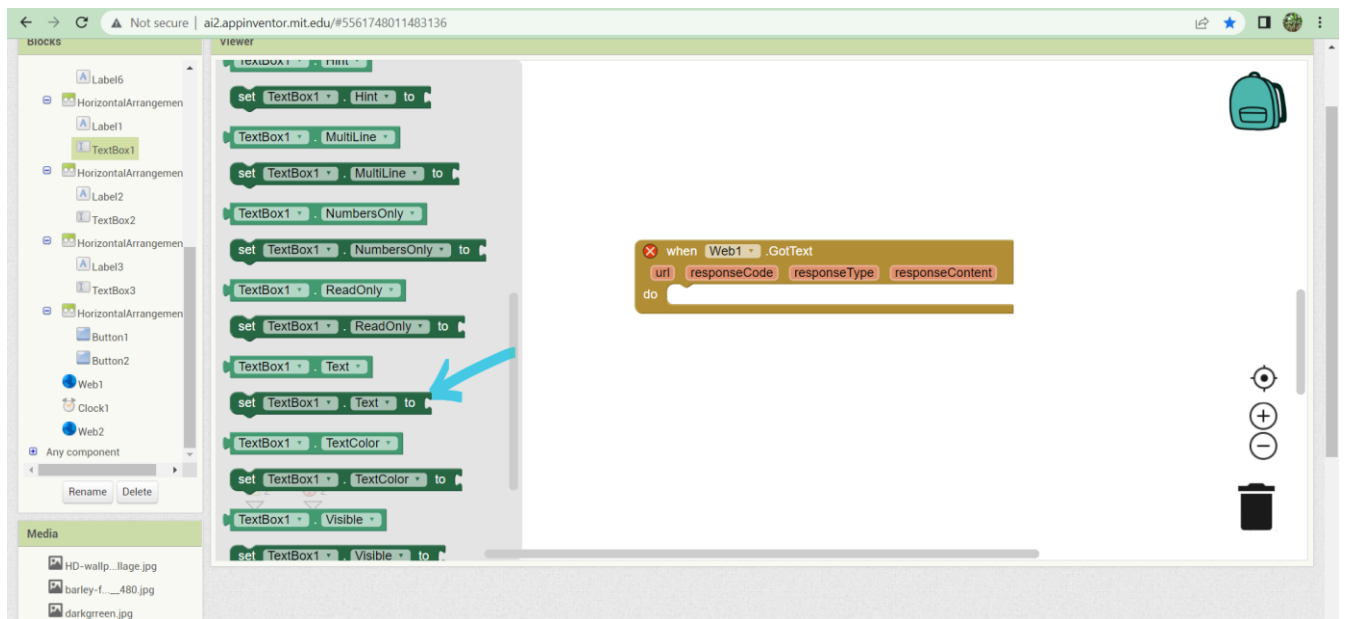 Not secure | ai2.appinventor.mit.edu/#5561748011483136
Blocks
Viewer
Label6
HorizontalArrangemen
Label1
TextBox1
HorizontalArrangemen
Label2
TextBox2
HorizontalArrangemen
Label3
TextBox3
HorizontalArrangemen
Button1
Button2
Web1
Clock1
Web2
Any component
Rename Delete
Media
HD-wallp...llage.jpg
barley-f...__480.jpg
darkgrreen.jpg
TextBox1 . Hint
set TextBox1 . Hint to
TextBox1 . MultiLine
set TextBox1 . MultiLine to
TextBox1 . NumbersOnly
set TextBox1 . NumbersOnly to
TextBox1 . ReadOnly
set TextBox1 . ReadOnly to
TextBox1 . Text
set TextBox1 . Text to
TextBox1 . TextColor
set TextBox1 . TextColor to
TextBox1 . Visible
set TextBox1 . Visible to
when Web1 .GotText
url responseCode responseType responseContent
do